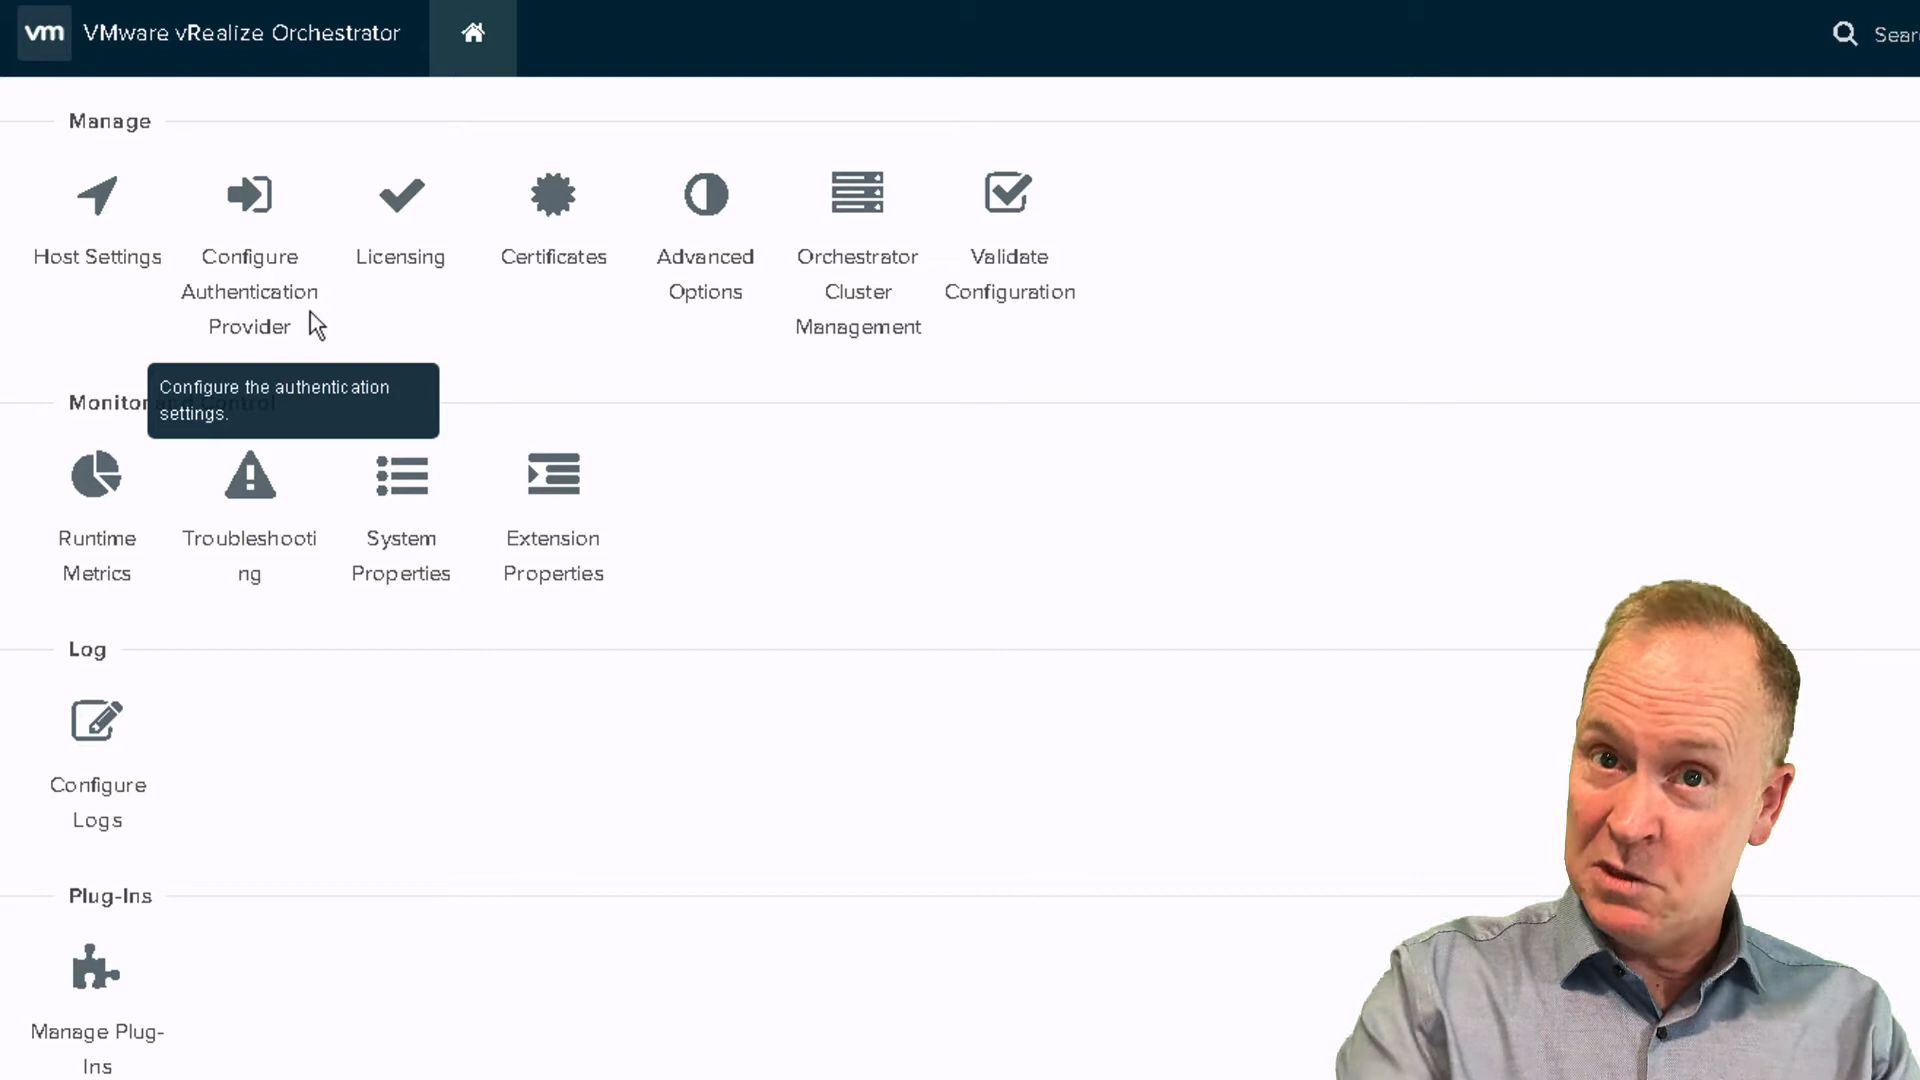 vm VMware vRealize Orchestrator
Sear
Manage
Host Settings
Configure
Authentication
Provider
Licensing
Certificates
Advanced
Options
Orchestrator
Cluster
Management
Validate
Configuration
Configure the authentication
settings.
Monitor and Control
Runtime
Metrics
Troubleshooti
ng
System
Properties
Extension
Properties
Log
Configure
Logs
Plug-Ins
Manage Plug-
Ins